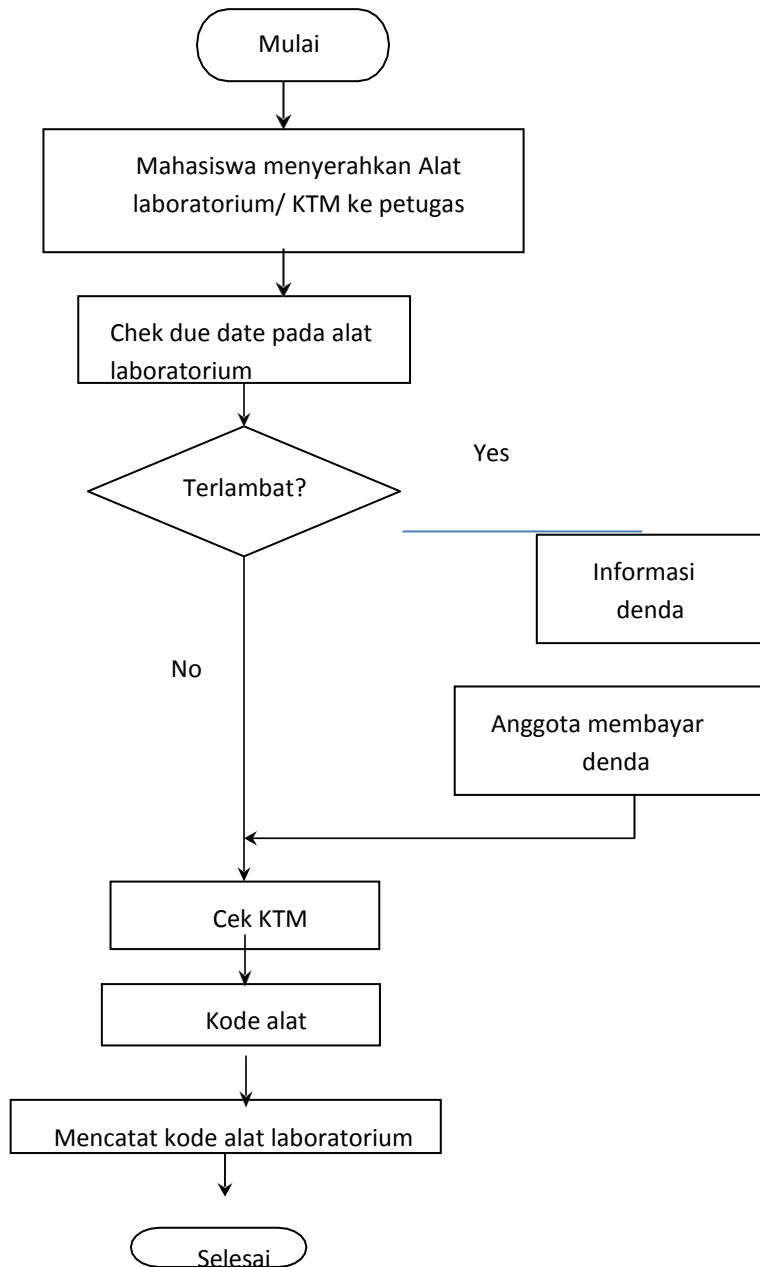 Mulai
Mahasiswa menyerahkan Alat
laboratorium/ KTM ke petugas
Chek due date pada alat
laboratorium
Yes
Terlambat?
Informasi
denda
No
Anggota membayar
denda
Cek KTM
Kode alat
Mencatat kode alat laboratorium
Selesai